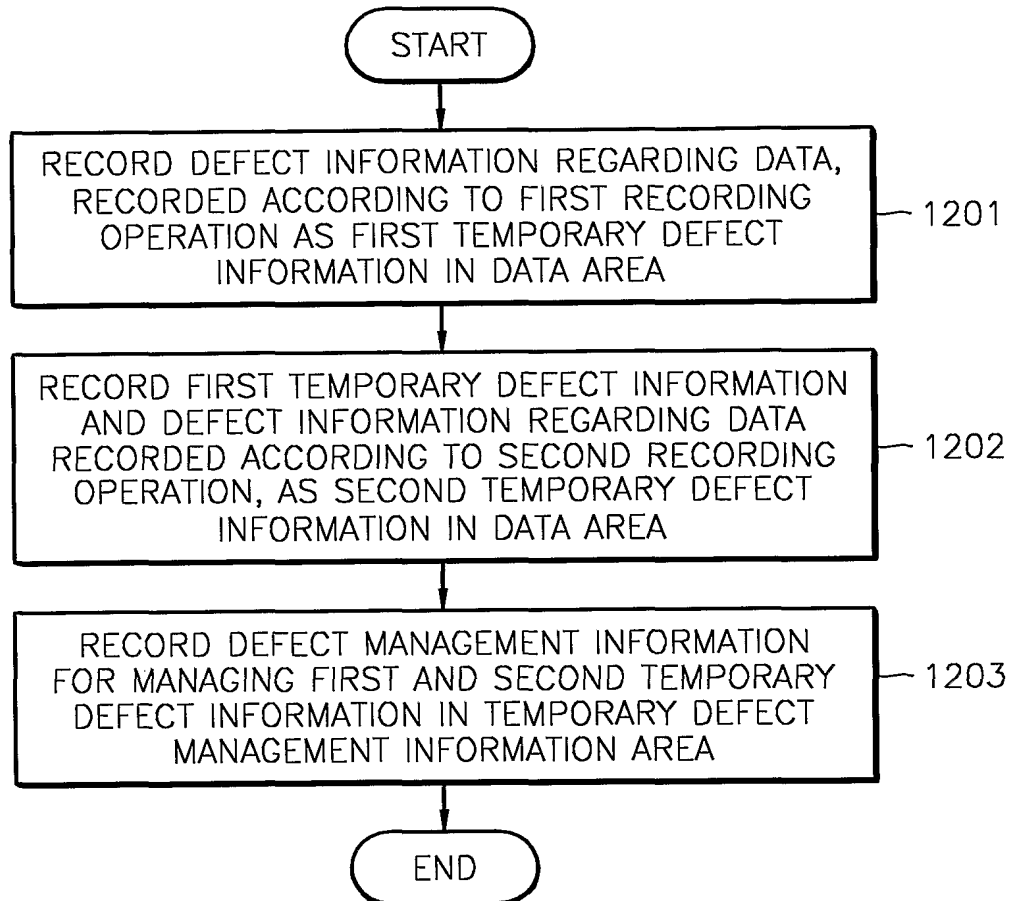 START
RECORD DEFECT INFORMATION REGARDING DATA,
RECORDED ACCORDING TO FIRST RECORDING
OPERATION AS FIRST TEMPORARY DEFECT
INFORMATION IN DATA AREA
1201
RECORD FIRST TEMPORARY DEFECT INFORMATION
AND DEFECT INFORMATION REGARDING DATA
RECORDED ACCORDING TO SECOND RECORDING
OPERATION, AS SECOND TEMPORARY DEFECT
INFORMATION IN DATA AREA
1202
RECORD DEFECT MANAGEMENT INFORMATION
FOR MANAGING FIRST AND SECOND TEMPORARY
DEFECT INFORMATION IN TEMPORARY DEFECT
MANAGEMENT INFORMATION AREA
1203
END